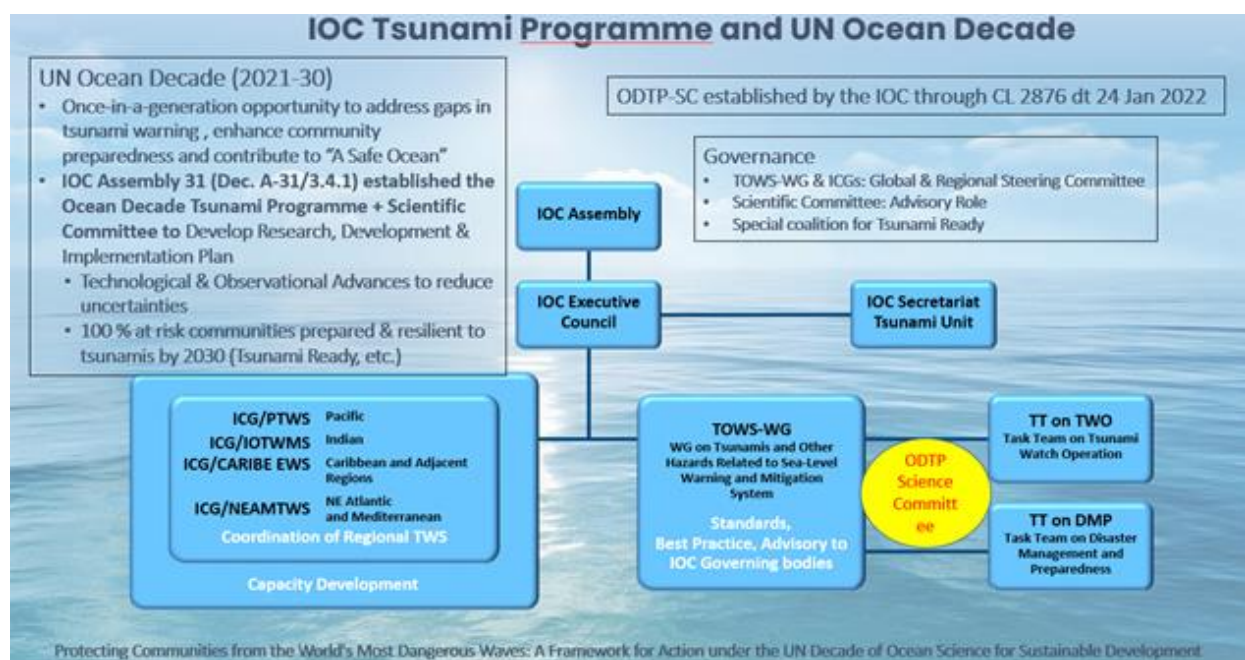 IOC Tsunami Programme and UN Ocean Decade
UN Ocean Decade (2021-30)
• Once-in-a-generation opportunity to address gaps in
tsunami warning , enhance community
preparedness and contribute to "A Safe Ocean"
• IOC Assembly 31 (Dec. A-31/3.4.1) established the
Ocean Decade Tsunami Programme + Scientific
Committee to Develop Research, Development &
Implementation Plan
• Technological & Observational Advances to reduce
uncertainties
• 100 % at risk communities prepared & resilient to
tsunamis by 2030 (Tsunami Ready, etc.)
ODTP-SC established by the IOC through CL 2876 dt 24 Jan 2022
Governance
• TOWS-WG & ICGs: Global & Regional Steering Committee
• Scientific Committee: Advisory Role
• Special coalition for Tsunami Ready
IOC Assembly
IOC Executive
Council
IOC Secretariat
Tsunami Unit
ICG/PTWS Pacific
ICG/IOTWMS Indian
ICG/CARIBE EWS Caribbean and Adjacent
Regions
ICG/NEAMTWS NE Atlantic
and Mediterranean
Coordination of Regional TWS
Capacity Development
TOWS-WG
WG on Tsunamis and Other
Hazards Related to Sea-Level
Warning and Mitigation
System
Standards,
Best Practice, Advisory to
IOC Governing bodies
ODTP
Science
Committ
ee
TT on TWO
Task Team on Tsunami
Watch Operation
TT on DMP
Task Team on Disaster
Management and
Preparedness
Protecting Communities from the World's Most Dangerous Waves: A Framework for Action under the UN Decade of Ocean Science for Sustainable Development